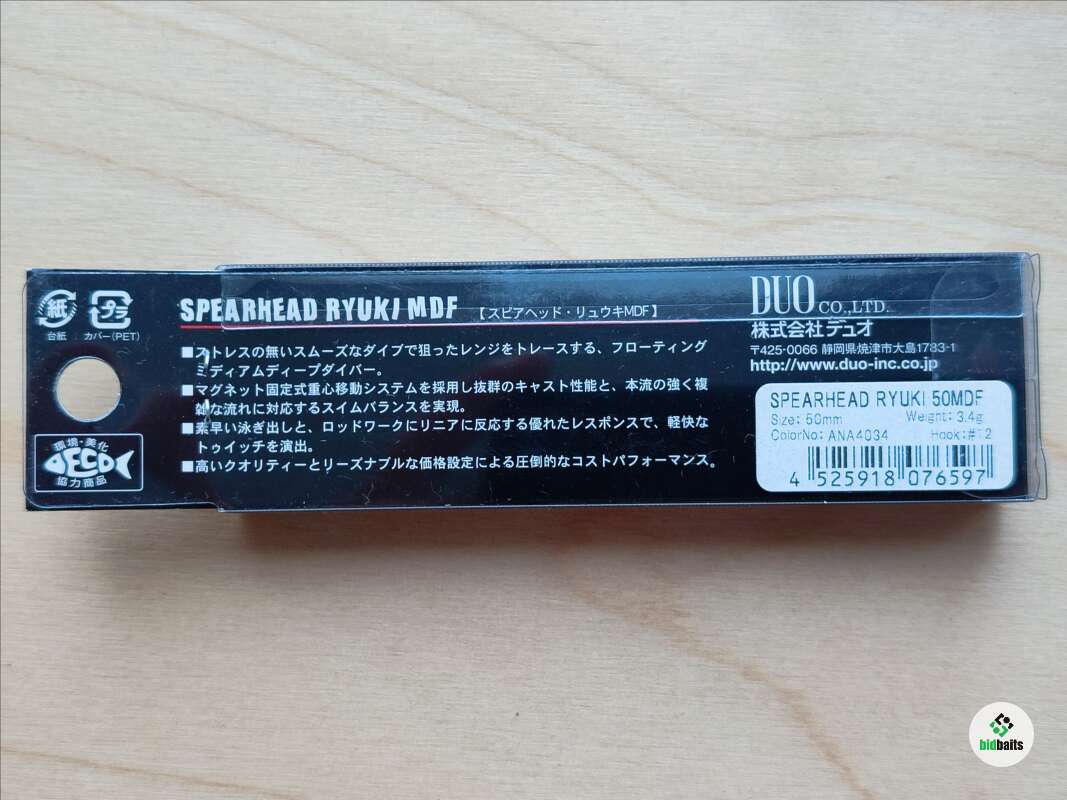 紙
プラ
台紙 : カバー(PET)
環境・美化
ECO
協力商品
SPEARHEAD RYUKI MDF 【スピアヘッド・リュウキMDF】
■ストレスの無いスムーズなダイブで狙ったレンジをトレースする、フローティング
ミディアムディープダイバー。
■マグネット固定式重心移動システムを採用し抜群のキャスト性能と、本流の強く複
雑な流れに対応するスイムバランスを実現。
■素早い泳ぎ出しと、ロッドワークにリニアに反応する優れたレスポンスで、軽快な
トゥイッチを演出。
■高いクオリティーとリーズナブルな価格設定による圧倒的なコストパフォーマンス。
DUO CO.,LTD.
株式会社デュオ
〒425-0066 静岡県焼津市大島1783-1
http://www.duo-inc.co.jp
SPEARHEAD RYUKI 50MDF
Size: 50mm Weight: 3.4g
ColorNo: ANA4034 Hook:#12
4 525918 076597
bidbaits